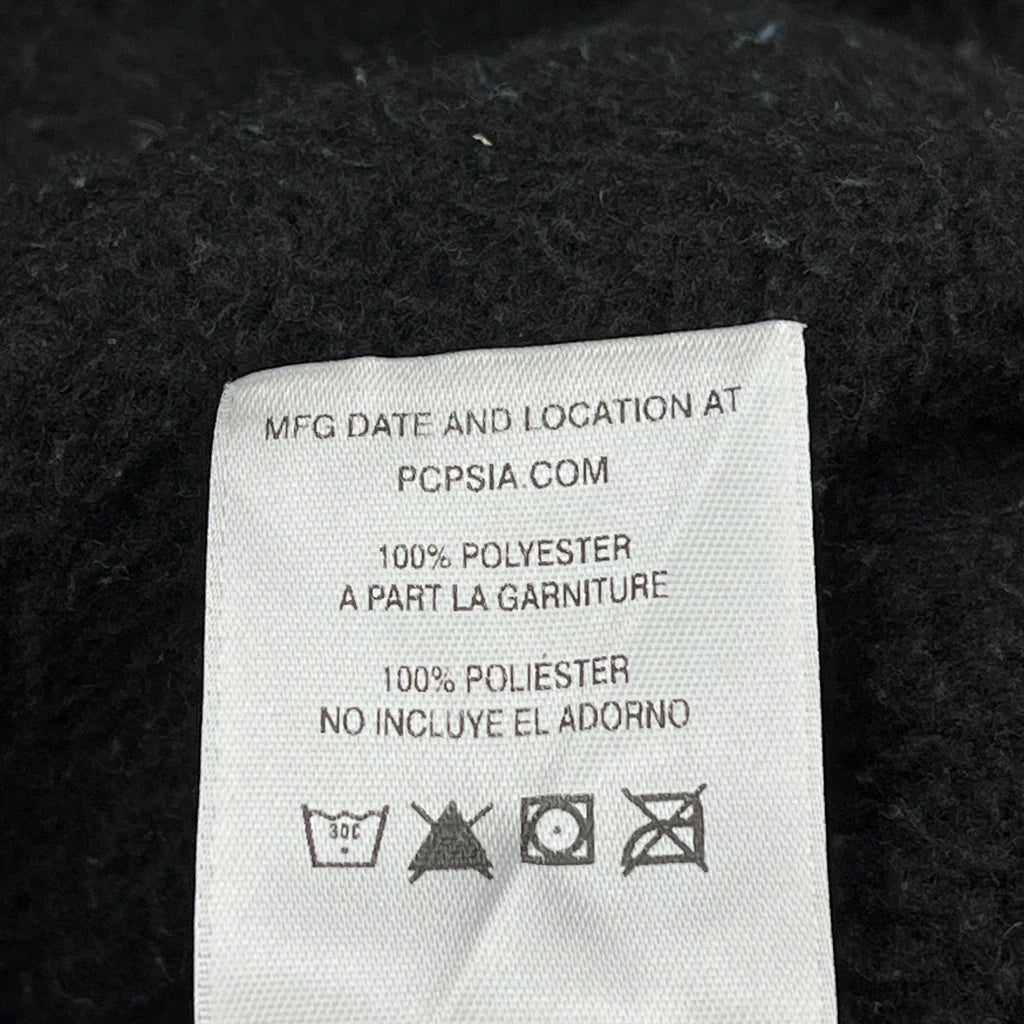 MFG DATE AND LOCATION AT
PCPSIA.COM
100% POLYESTER
A PART LA GARNITURE
100% POLIÉSTER
NO INCLUYE EL ADORNO
30C